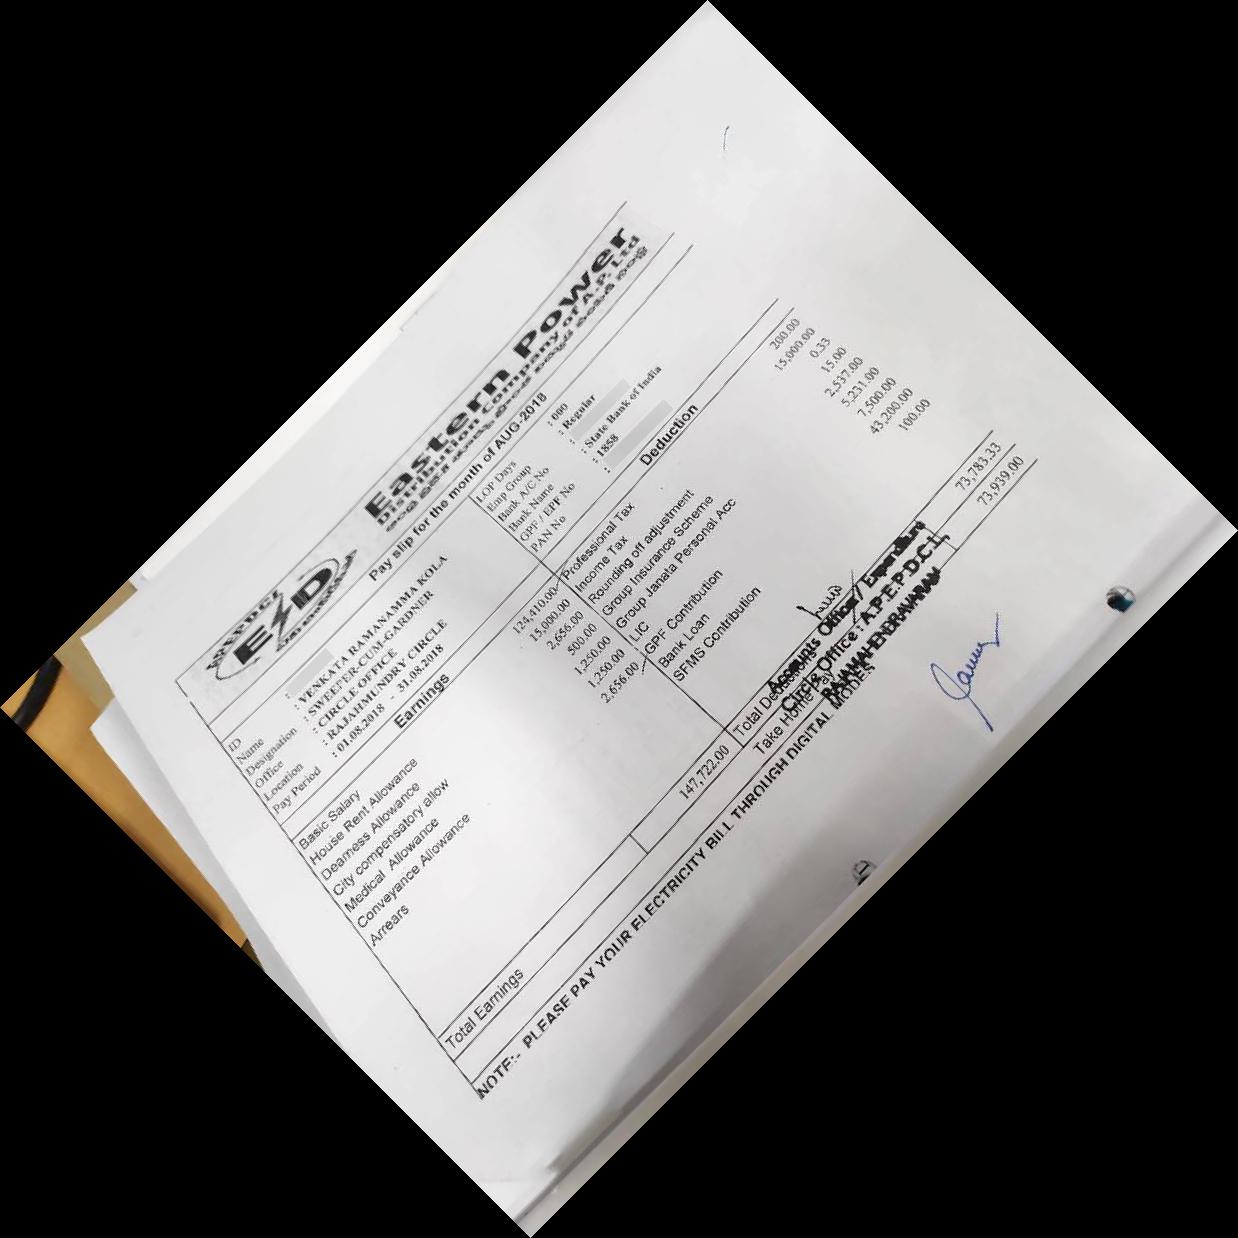 APEPDCL
Eastern Power
Distribution Company of A.P. Ltd
Pay slip for the month of AUG-2018
ID :
Name : VENKATA RAMANAMMA KOLA
Designation : SWEEPER-CUM-GARDNER
Office : CIRCLE OFFICE
Location : RAJAHMUNDRY CIRCLE
Pay Period : 01.08.2018 - 31.08.2018
LOP Days : 000
Emp Group : Regular
Bank A/C No :
Bank Name : State Bank of India
GPF / EPF No : 1858
PAN No :
Earnings Deduction
Basic Salary 124,410.00 Professional Tax 200.00
House Rent Allowance 15,000.00 Income Tax 15,000.00
Dearness Allowance 2,656.00 Rounding off adjustment 0.33
City compensatory allow 500.00 Group Insurance Scheme 15.00
Medical Allowance 1,250.00 Group Janata Personal Acc 2,537.00
Conveyance Allowance 1,250.00 LIC 5,231.00
Arrears 2,656.00 GPF Contribution 7,500.00
Bank Loan 43,200.00
SFMS Contribution 100.00
Total Earnings 147,722.00 Total Deductions 73,783.33
Take Home Pay 73,939.00
Accounts Officer / Expenditure
Circle Office : A.P.E.P.D.C.L.,
RAJAMAHENDRAVARAM
NOTE:- PLEASE PAY YOUR ELECTRICITY BILL THROUGH DIGITAL MODE